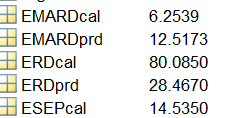 EMARDcal 6.2539
EMARDprd 12.5173
ERDcal 80.0850
ERDprd 28.4670
ESEPcal 14.5350